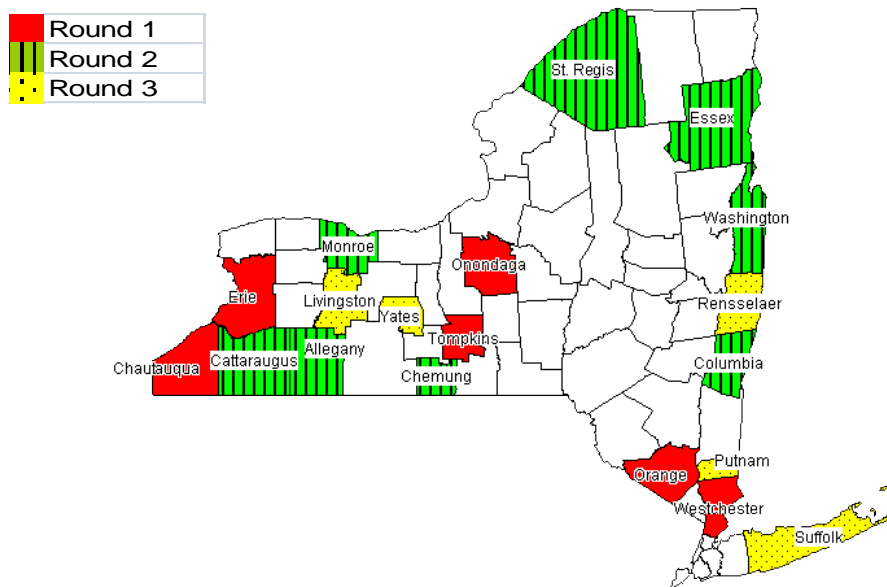 Round 1
Round 2
Round 3
St. Regis
Essex
Washington
Monroe
Onondaga
Erie
Livingston
Yates
Rensselaer
Tompkins
Allegany
Cattaraugus
Chautauqua
Chemung
Columbia
Putnam
Orange
Westchester
Suffolk